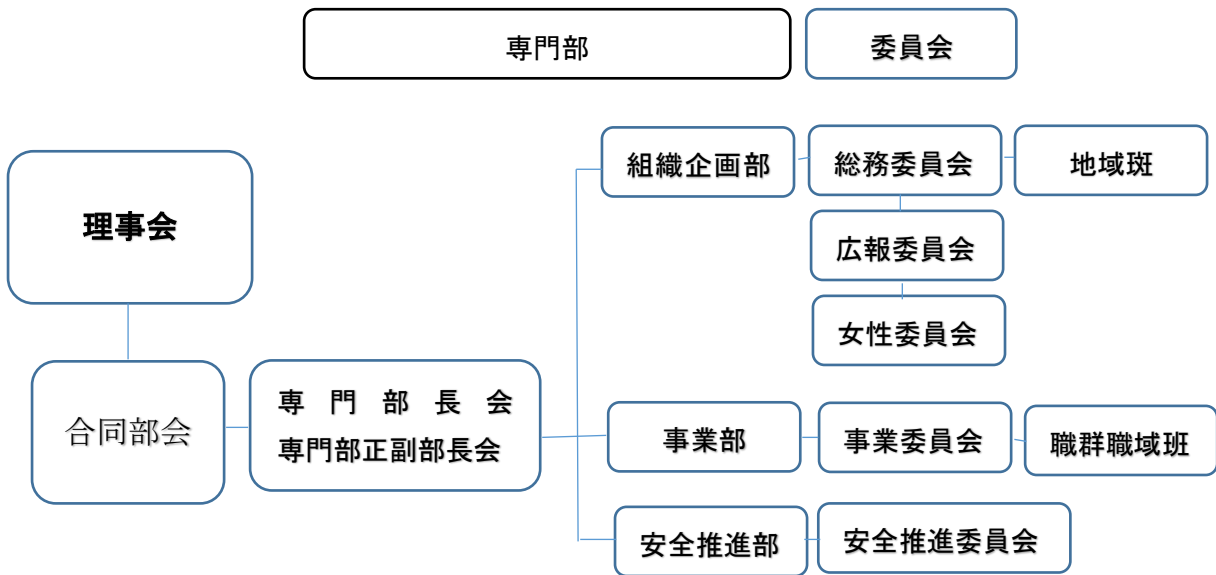 専門部
委員会
組織企画部
総務委員会
地域斑
理事会
広報委員会
女性委員会
合同部会
専門部長会
専門部正副部長会
事業部
事業委員会
職群職域班
安全推進部
安全推進委員会